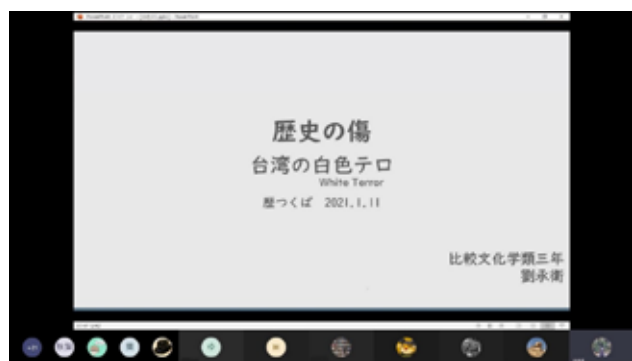 歴史の傷
台湾の白色テロ
White Terror
歴つくば 2021.1.11
比較文化学類三年
劉永衛